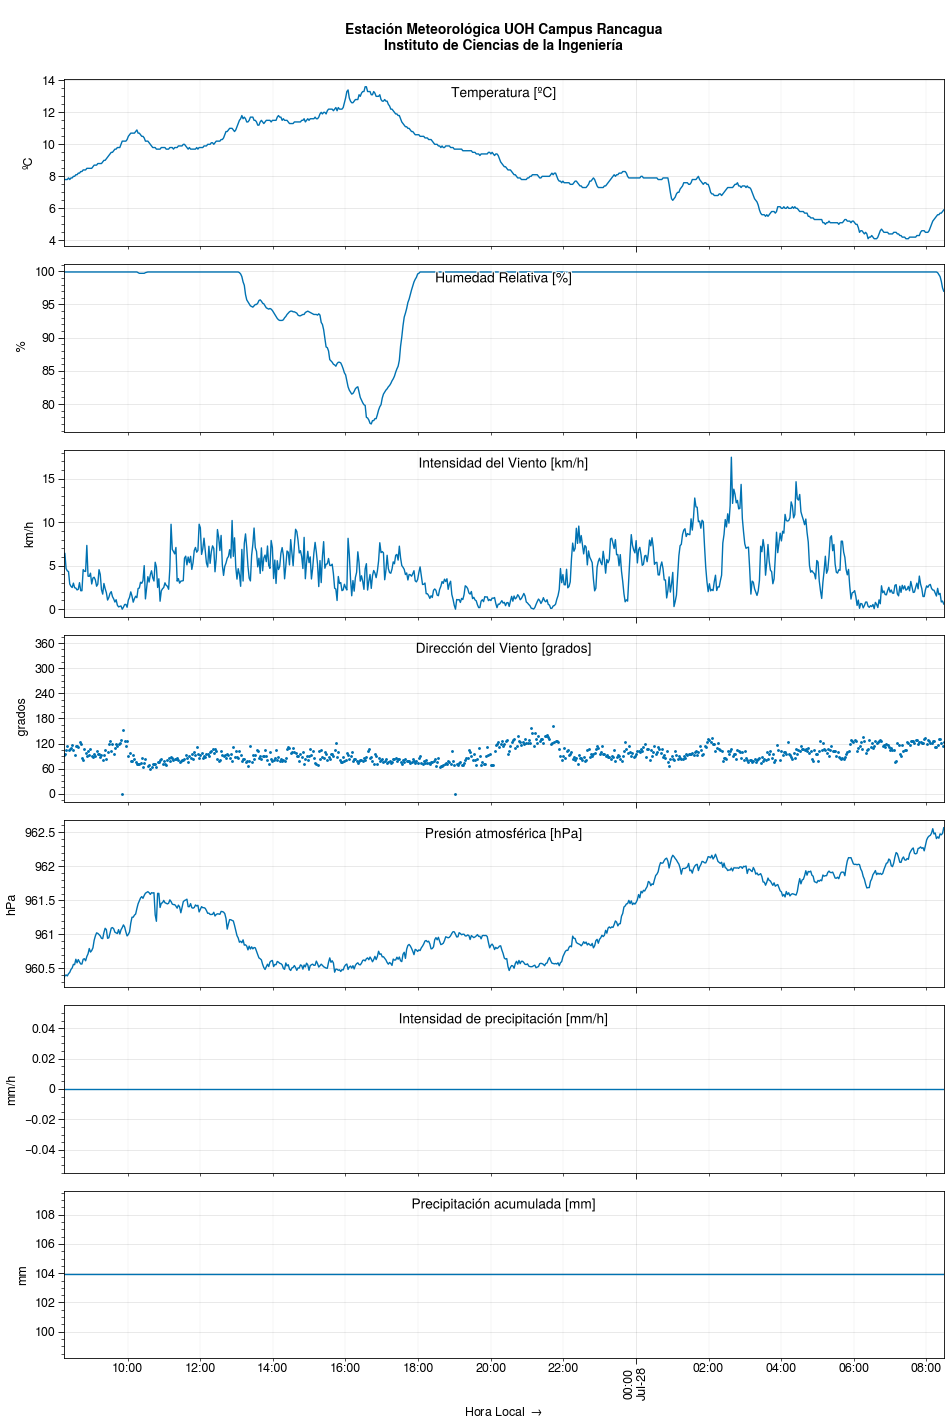 Estación Meteorológica UOH Campus Rancagua
Instituto de Ciencias de la Ingeniería
Temperatura [ºC]
ºC
14
12
10
8
6
4
Humedad Relativa [%]
%
100
95
90
85
80
Intensidad del Viento [km/h]
km/h
15
10
5
0
Dirección del Viento [grados]
grados
360
300
240
180
120
60
0
Presión atmosférica [hPa]
hPa
962.5
962
961.5
961
960.5
Intensidad de precipitación [mm/h]
mm/h
0.04
0.02
0
−0.02
−0.04
Precipitación acumulada [mm]
mm
108
106
104
102
100
10:00
12:00
14:00
16:00
18:00
20:00
22:00
00:00
Jul-28
02:00
04:00
06:00
08:00
Hora Local →